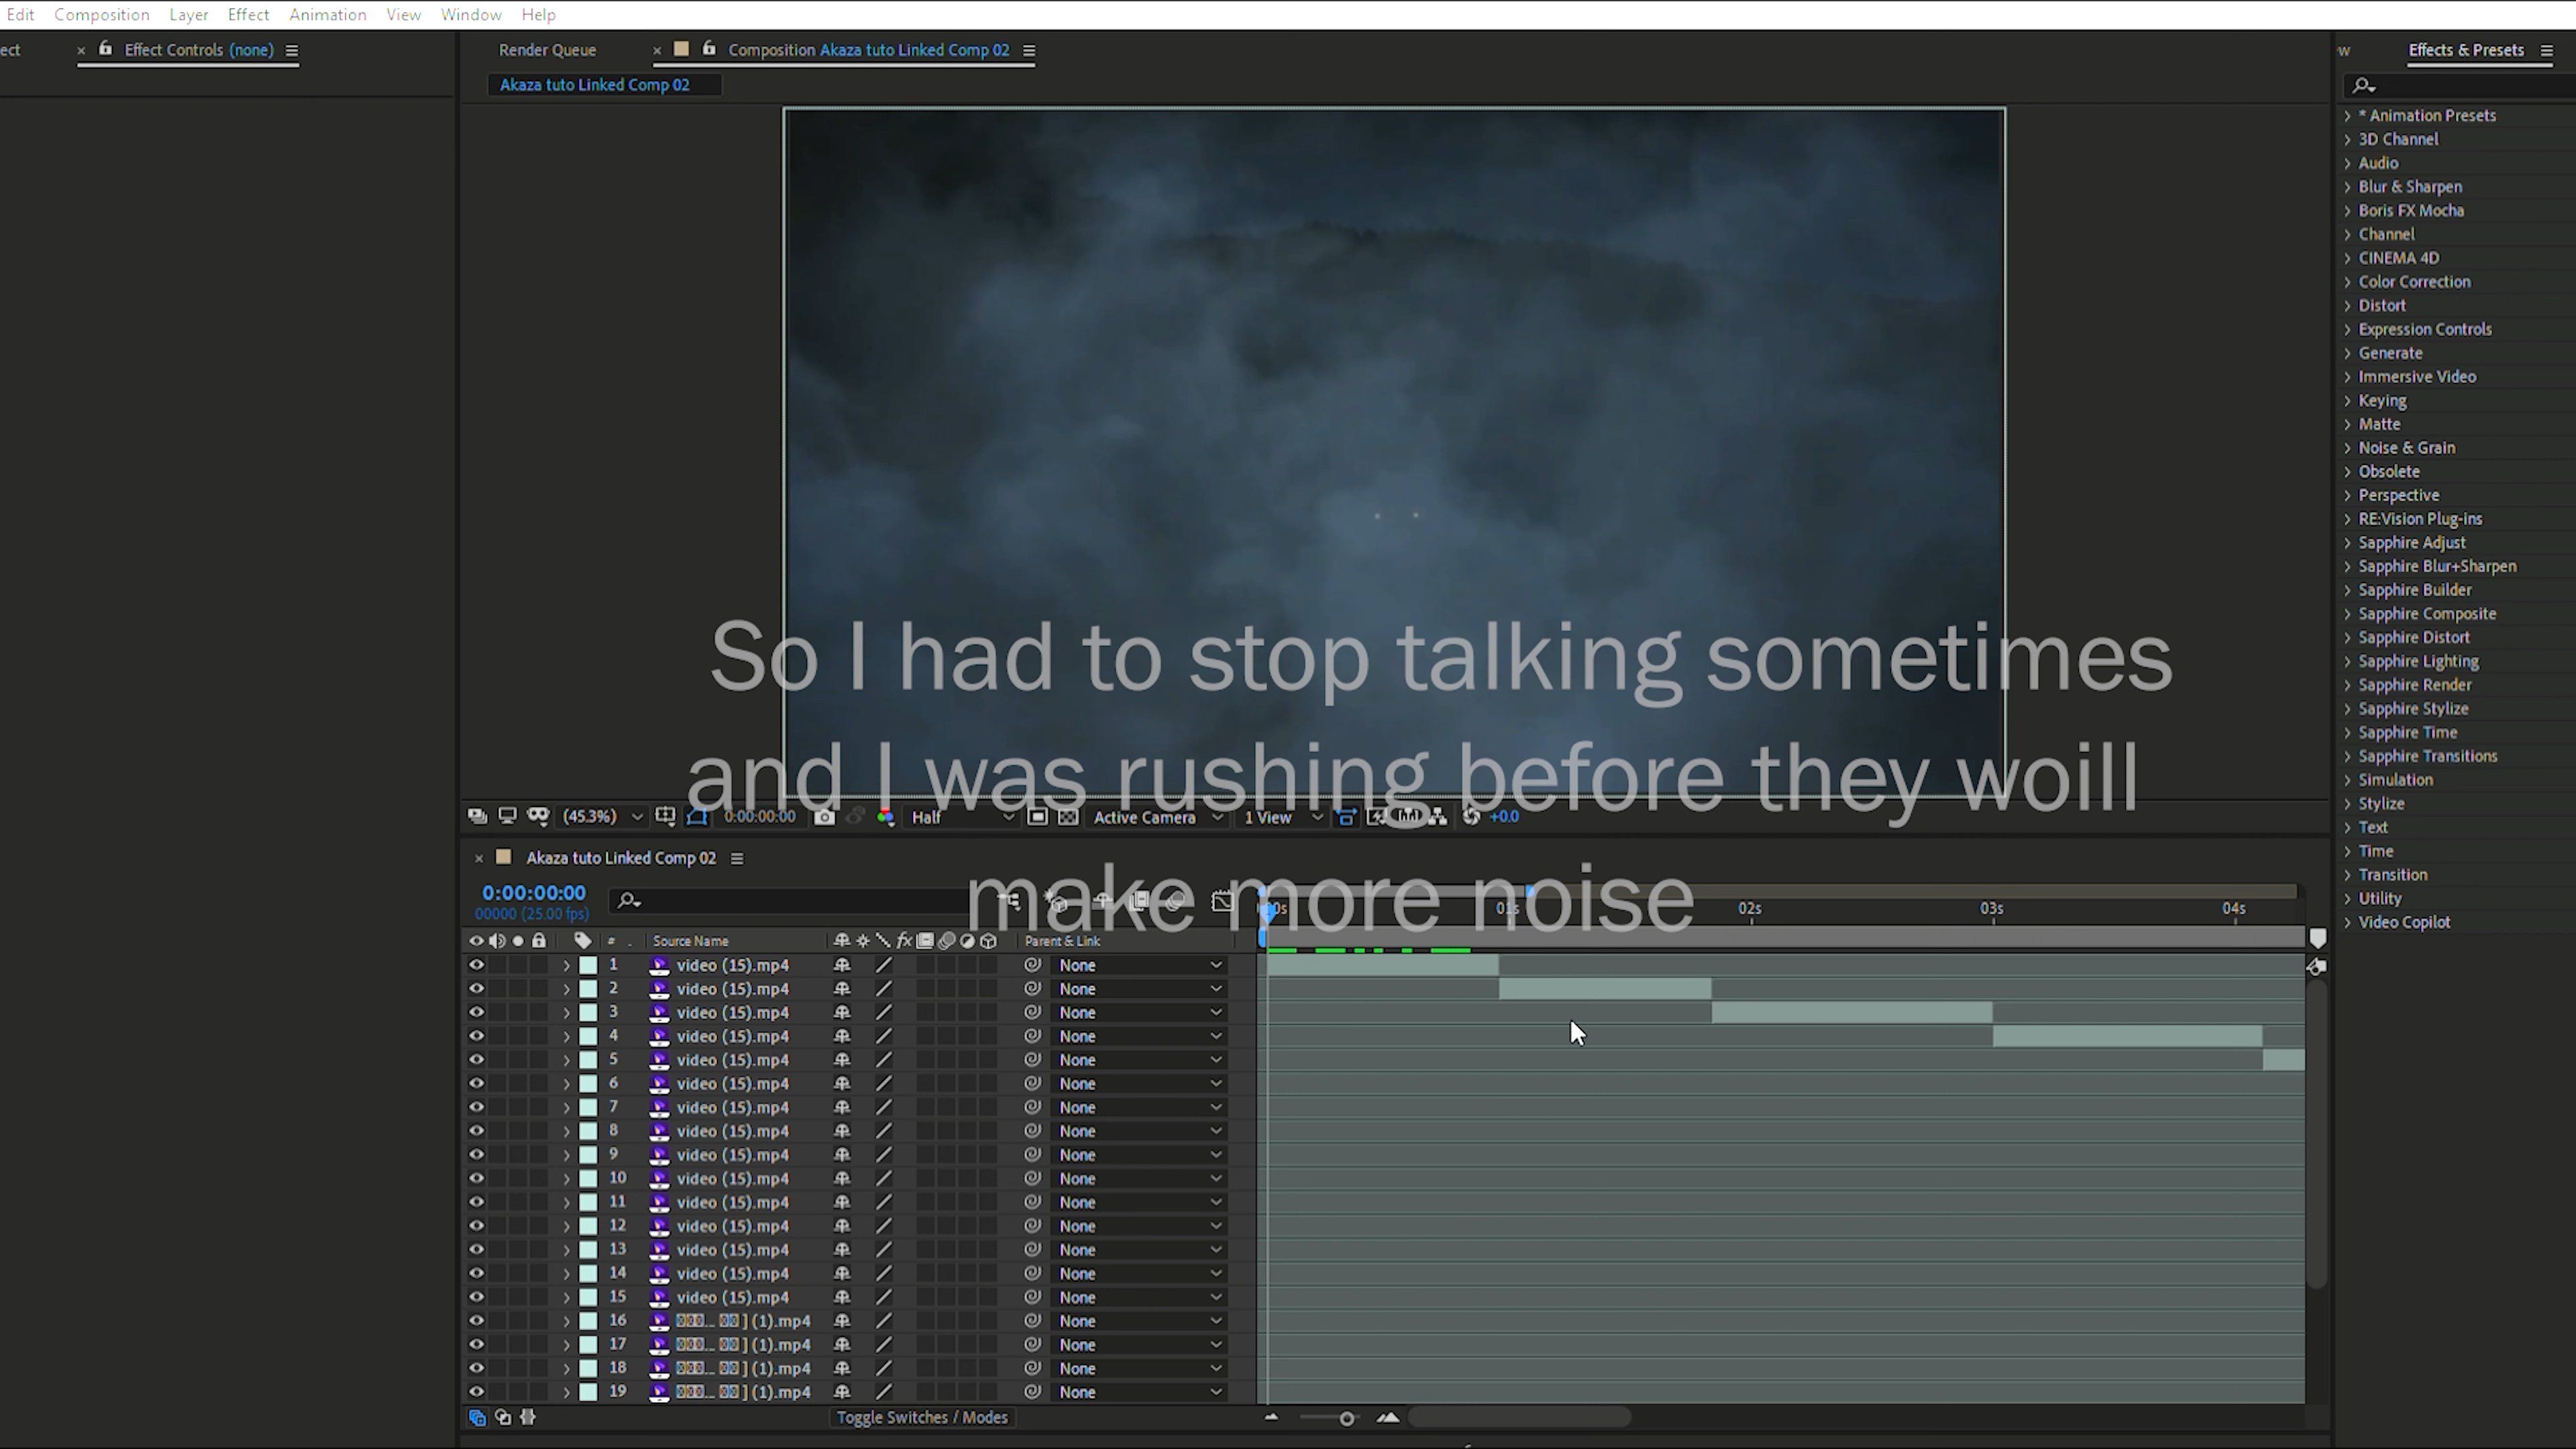 Edit Composition Layer Effect Animation View Window Help
ect × Effect Controls (none) Render Queue × Composition Akaza tuto Linked Comp 02 Effects & Presets
Akaza tuto Linked Comp 02
* Animation Presets
3D Channel
Audio
Blur & Sharpen
Boris FX Mocha
Channel
CINEMA 4D
Color Correction
Distort
Expression Controls
Generate
Immersive Video
Keying
Matte
Noise & Grain
Obsolete
Perspective
RE:Vision Plug-ins
Sapphire Adjust
Sapphire Blur+Sharpen
Sapphire Builder
Sapphire Composite
Sapphire Distort
Sapphire Lighting
Sapphire Render
Sapphire Stylize
Sapphire Time
Sapphire Transitions
Simulation
Stylize
Text
Time
Transition
Utility
Video Copilot
So I had to stop talking sometimes
and I was rushing before they woill
make more noise
(45.3%) 0:00:00:00 Half Active Camera 1 View +0.0
× Akaza tuto Linked Comp 02
0:00:00:00
00000 (25.00 fps)
01s 02s 03s 04s
# Source Name fx Parent & Link
1 video (15).mp4 None
2 video (15).mp4 None
3 video (15).mp4 None
4 video (15).mp4 None
5 video (15).mp4 None
6 video (15).mp4 None
7 video (15).mp4 None
8 video (15).mp4 None
9 video (15).mp4 None
10 video (15).mp4 None
11 video (15).mp4 None
12 video (15).mp4 None
13 video (15).mp4 None
14 video (15).mp4 None
15 video (15).mp4 None
16 ](1).mp4 None
17 ](1).mp4 None
18 ](1).mp4 None
19 ](1).mp4 None
Toggle Switches / Modes